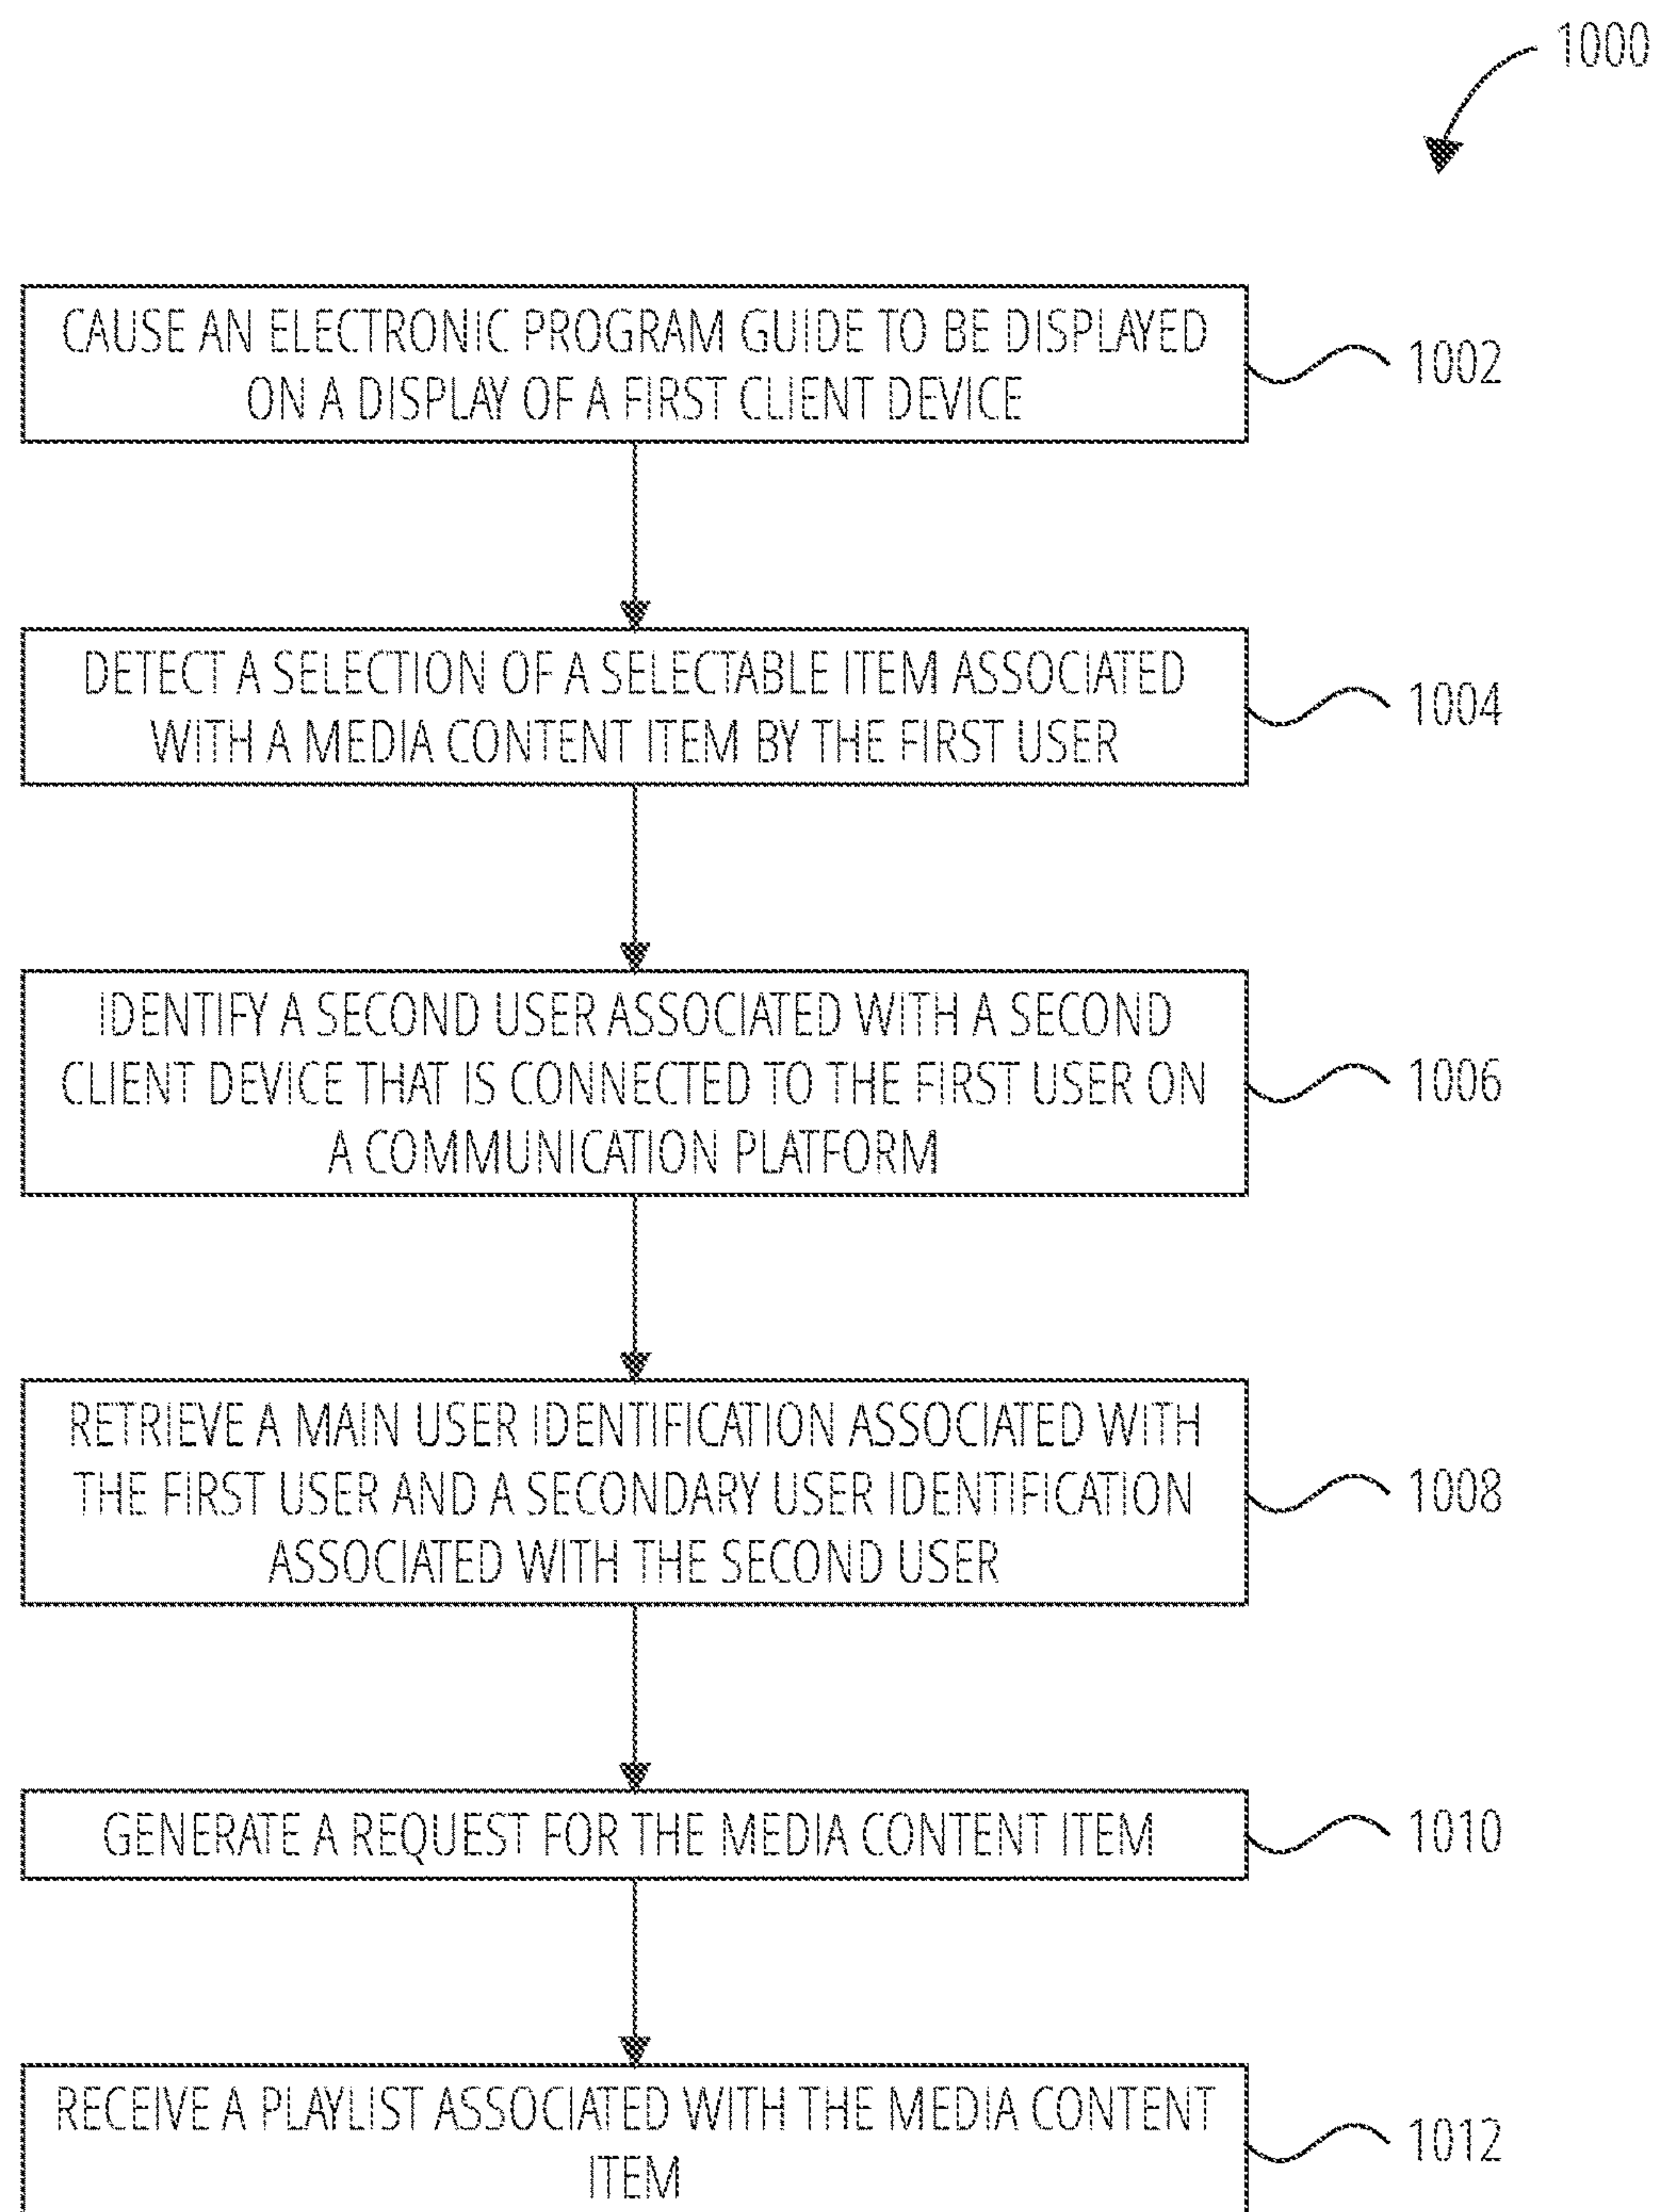 1000
CAUSE AN ELECTRONIC PROGRAM GUIDE TO BE DISPLAYED
ON A DISPLAY OF A FIRST CLIENT DEVICE
1002
DETECT A SELECTION OF A SELECTABLE ITEM ASSOCIATED
WITH A MEDIA CONTENT ITEM BY THE FIRST USER
1004
IDENTIFY A SECOND USER ASSOCIATED WITH A SECOND
CLIENT DEVICE THAT IS CONNECTED TO THE FIRST USER ON
A COMMUNICATION PLATFORM
1006
RETRIEVE A MAIN USER IDENTIFICATION ASSOCIATED WITH
THE FIRST USER AND A SECONDARY USER IDENTIFICATION
ASSOCIATED WITH THE SECOND USER
1008
GENERATE A REQUEST FOR THE MEDIA CONTENT ITEM
1010
RECEIVE A PLAYLIST ASSOCIATED WITH THE MEDIA CONTENT
ITEM
1012